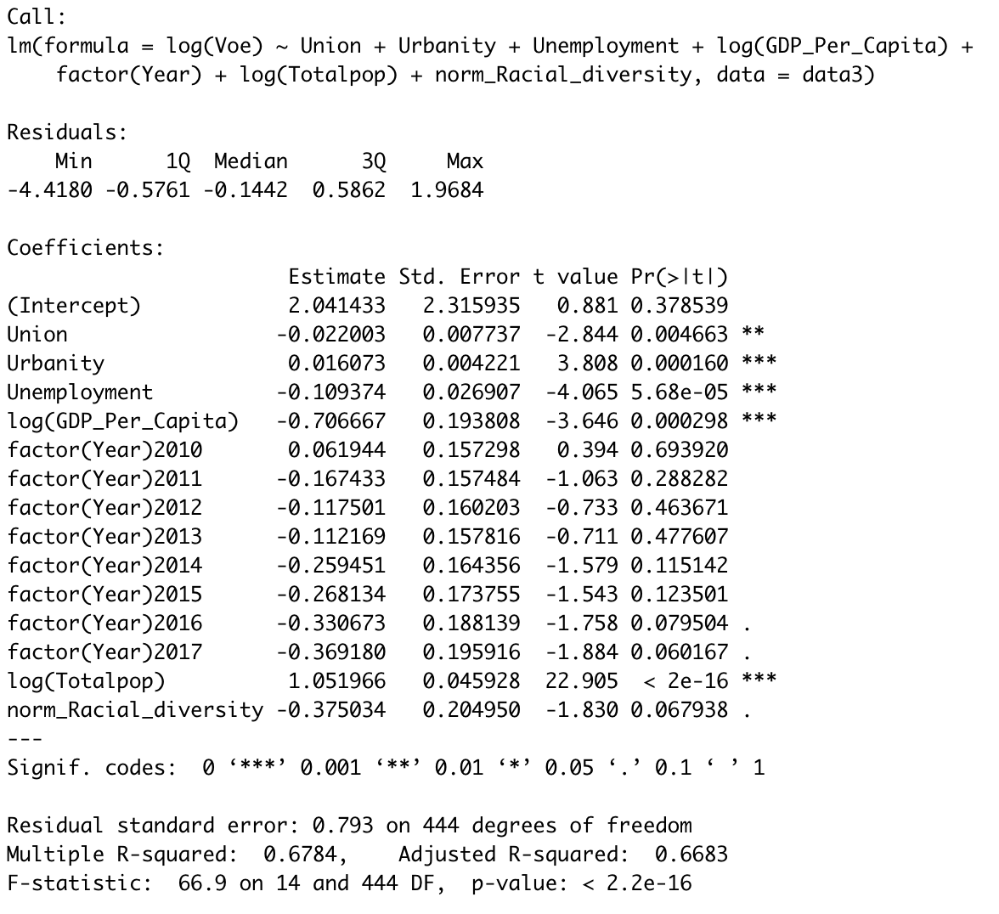 Call:
lm(formula = log(Voe) ~ Union + Urbanity + Unemployment + log(GDP_Per_Capita) +
    factor(Year) + log(Totalpop) + norm_Racial_diversity, data = data3)

Residuals:
    Min      1Q  Median      3Q     Max
-4.4180 -0.5761 -0.1442  0.5862  1.9684

Coefficients:
                       Estimate Std. Error t value Pr(>|t|)
(Intercept)            2.041433   2.315935   0.881 0.378539
Union                 -0.022003   0.007737  -2.844 0.004663 **
Urbanity               0.016073   0.004221   3.808 0.000160 ***
Unemployment          -0.109374   0.026907  -4.065 5.68e-05 ***
log(GDP_Per_Capita)   -0.706667   0.193808  -3.646 0.000298 ***
factor(Year)2010       0.061944   0.157298   0.394 0.693920
factor(Year)2011      -0.167433   0.157484  -1.063 0.288282
factor(Year)2012      -0.117501   0.160203  -0.733 0.463671
factor(Year)2013      -0.112169   0.157816  -0.711 0.477607
factor(Year)2014      -0.259451   0.164356  -1.579 0.115142
factor(Year)2015      -0.268134   0.173755  -1.543 0.123501
factor(Year)2016      -0.330673   0.188139  -1.758 0.079504 .
factor(Year)2017      -0.369180   0.195916  -1.884 0.060167 .
log(Totalpop)          1.051966   0.045928  22.905  < 2e-16 ***
norm_Racial_diversity -0.375034   0.204950  -1.830 0.067938 .
---
Signif. codes:  0 ‘***’ 0.001 ‘**’ 0.01 ‘*’ 0.05 ‘.’ 0.1 ‘ ’ 1

Residual standard error: 0.793 on 444 degrees of freedom
Multiple R-squared:  0.6784,    Adjusted R-squared:  0.6683
F-statistic:  66.9 on 14 and 444 DF,  p-value: < 2.2e-16